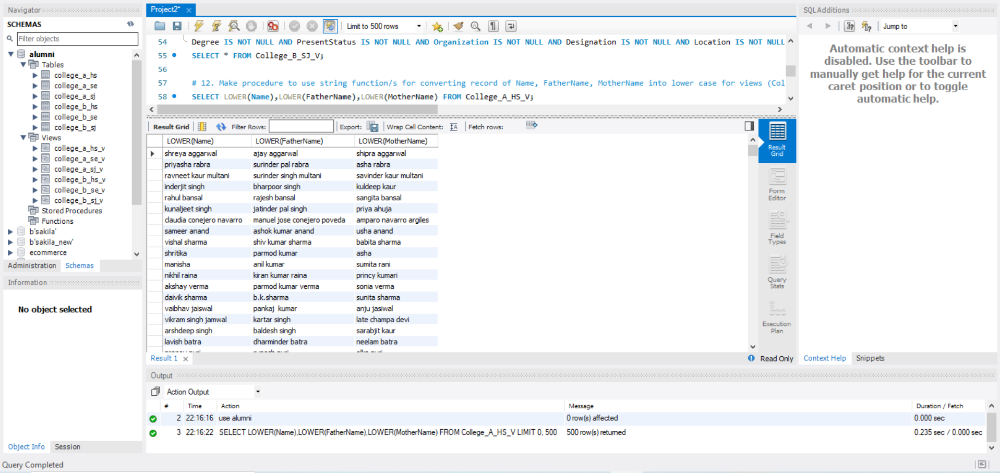 Navigator
SCHEMAS
Filter objects
alumni
Tables
college_a_hs
college_a_se
college_a_sj
college_b_hs
college_b_se
college_b_sj
Views
college_a_hs_v
college_a_se_v
college_a_sj_v
college_b_hs_v
college_b_se_v
college_b_sj_v
Stored Procedures
Functions
b'sakila'
b'sakila_new'
ecommerce
Administration Schemas
Information
No object selected
Object Info Session
Query Completed
Project2*
Limit to 500 rows
54 Degree IS NOT NULL AND PresentStatus IS NOT NULL AND Organization IS NOT NULL AND Designation IS NOT NULL AND Location IS NOT NULL
55 SELECT * FROM College_B_SJ_V;
56
57 # 12. Make procedure to use string function/s for converting record of Name, FatherName, MotherName into lower case for views (Col
58 SELECT LOWER(Name),LOWER(FatherName),LOWER(MotherName) FROM College_A_HS_V;
Result Grid Filter Rows: Export: Wrap Cell Content: Fetch rows:
LOWER(Name) LOWER(FatherName) LOWER(MotherName)
shreya aggarwal ajay aggarwal shipra aggarwal
priyasha rabra surinder pal rabra asha rabra
ravneet kaur multani surinder singh multani savinder kaur multani
inderjit singh bharpoor singh kuldeep kaur
rahul bansal rajesh bansal sangita bansal
kunaljeet singh jatinder pal singh priya ahuja
claudia conejero navarro manuel jose conejero poveda amparo navarro argiles
sameer anand ashok kumar anand usha anand
vishal sharma shiv kumar sharma babita sharma
shritika parmod kumar asha
manisha anil kumar sumita rani
nikhil raina kiran kumar raina princy kumari
akshay verma parmod kumar verma sonia verma
daivik sharma b.k.sharma sunita sharma
vaibhav jaiswal pankaj  kumar anju jasiwal
vikram singh jamwal kartar singh late champa devi
arshdeep singh baldesh singh sarabjit kaur
lavish batra dharminder batra neelam batra
Result Grid
Form Editor
Field Types
Query Stats
Execution Plan
Result 1
Read Only
Output
Action Output
# Time Action Message Duration / Fetch
2 22:16:16 use alumni 0 row(s) affected 0.000 sec
3 22:16:22 SELECT LOWER(Name),LOWER(FatherName),LOWER(MotherName) FROM College_A_HS_V LIMIT 0, 500 500 row(s) returned 0.235 sec / 0.000 sec
SQLAdditions
Jump to
Automatic context help is
disabled. Use the toolbar to
manually get help for the current
caret position or to toggle
automatic help.
Context Help Snippets